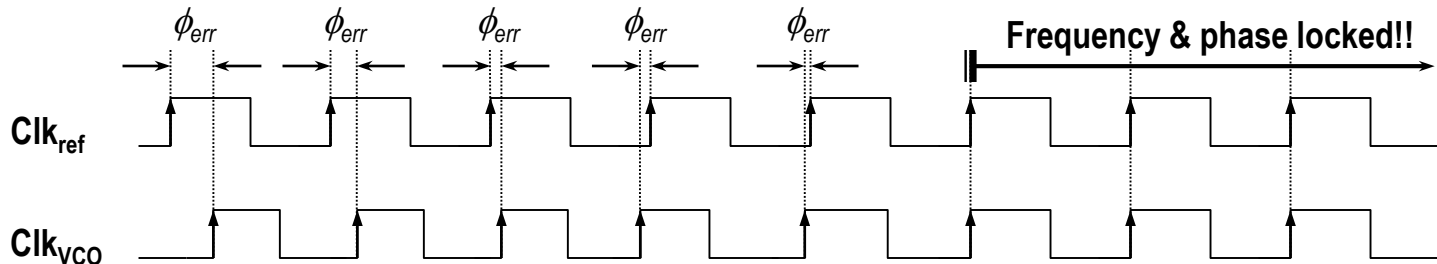 ϕerr ϕerr ϕerr ϕerr ϕerr
Frequency & phase locked!!
Clkref
ClkVCO